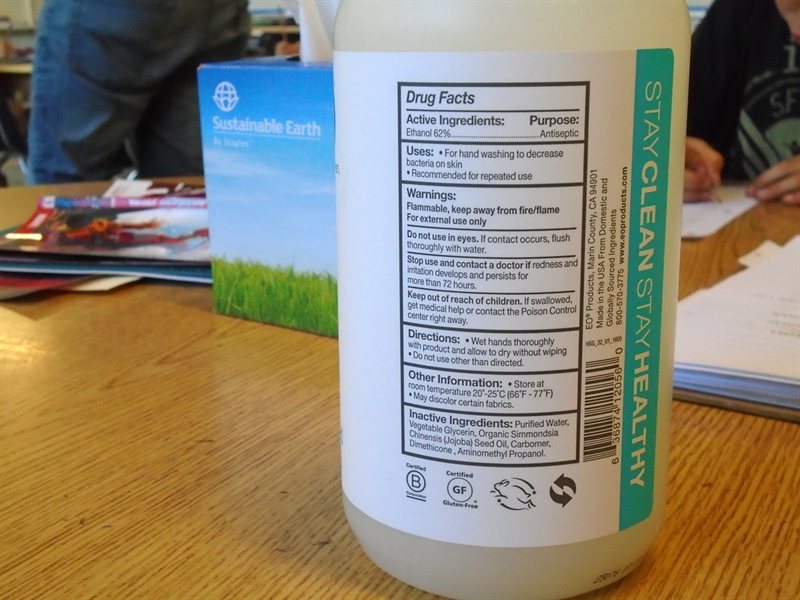 Sustainable Earth
By Staples
Drug Facts
Active Ingredients: Purpose:
Ethanol 62%............................Antiseptic
Uses: • For hand washing to decrease
bacteria on skin
• Recommended for repeated use
Warnings:
Flammable, keep away from fire/flame
For external use only
Do not use in eyes. If contact occurs, flush
thoroughly with water.
Stop use and contact a doctor if redness and
irritation develops and persists for
more than 72 hours.
Keep out of reach of children. If swallowed,
get medical help or contact the Poison Control
center right away.
Directions: • Wet hands thoroughly
with product and allow to dry without wiping
• Do not use other than directed.
Other Information: • Store at
room temperature 20°-25°C (66°F - 77°F)
• May discolor certain fabrics.
Inactive Ingredients: Purified Water,
Vegetable Glycerin, Organic Simmondsia
Chinensis (Jojoba) Seed Oil, Carbomer,
Dimethicone , Aminomethyl Propanol.
Certified
B
Corporation
Certified
GF
Gluten-Free
EO® Products, Marin County, CA 94901
Made in the USA From Domestic and
Globally Sourced Ingredients
800-570-3775 www.eoproducts.com
6 36874 12056 0
STAYCLEAN STAYHEALTHY